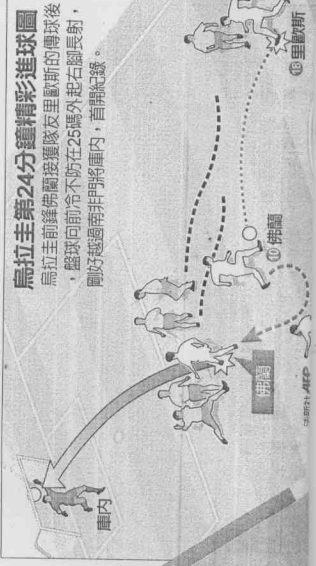 烏拉圭第24分鐘精彩進球圖
烏拉圭前鋒佛蘭接獲隊友里歐斯的傳球後
，盤球向前冷不防在25碼外起右腳長射，
剛好越過南非門將庫內，首開紀錄。
⑯里歐斯
⑩佛蘭
佛蘭
庫內
法新社 AFP